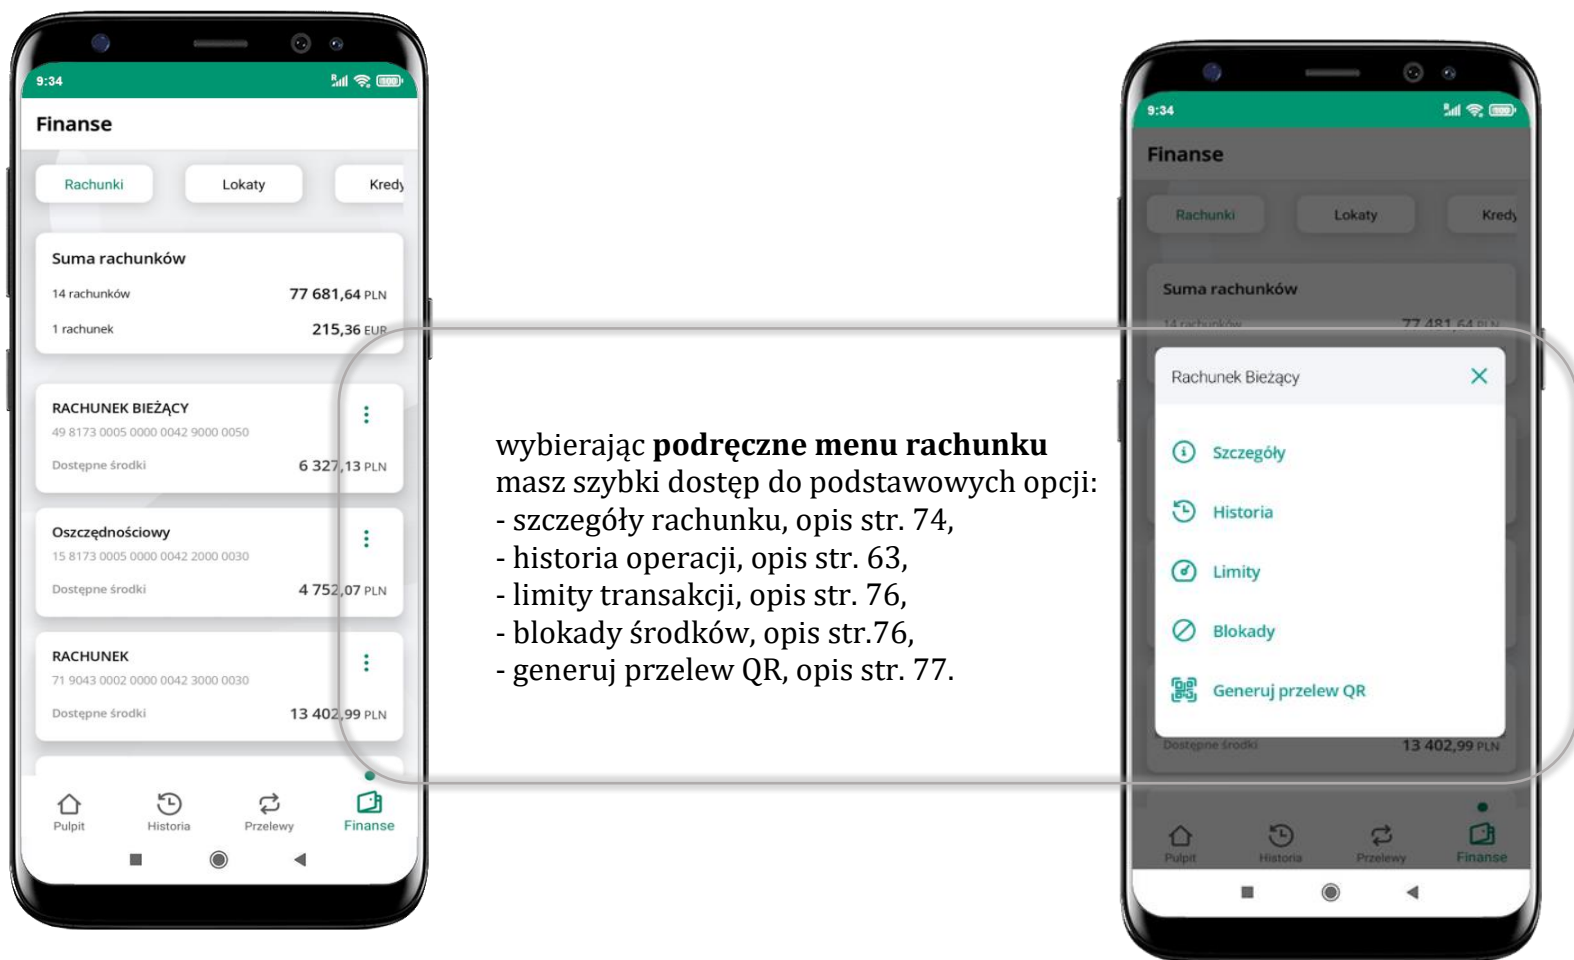 9:34
Finanse
Rachunki Lokaty Kredy
Suma rachunków
14 rachunków 77 681,64 PLN
1 rachunek 215,36 EUR
RACHUNEK BIEŻĄCY
49 8173 0005 0000 0042 9000 0050
Dostępne środki 6 327,13 PLN
Oszczędnościowy
15 8173 0005 0000 0042 2000 0030
Dostępne środki 4 752,07 PLN
RACHUNEK
71 9043 0002 0000 0042 3000 0030
Dostępne środki 13 402,99 PLN
Pulpit Historia Przelewy Finanse
wybierając podręczne menu rachunku
masz szybki dostęp do podstawowych opcji:
- szczegóły rachunku, opis str. 74,
- historia operacji, opis str. 63,
- limity transakcji, opis str. 76,
- blokady środków, opis str.76,
- generuj przelew QR, opis str. 77.
9:34
Finanse
Rachunki Lokaty Kredy
Suma rachunków
14 rachunków 77 481,64 PLN
Rachunek Bieżący
Szczegóły
Historia
Limity
Blokady
Generuj przelew QR
Dostępne środki 13 402,99 PLN
Pulpit Historia Przelewy Finanse